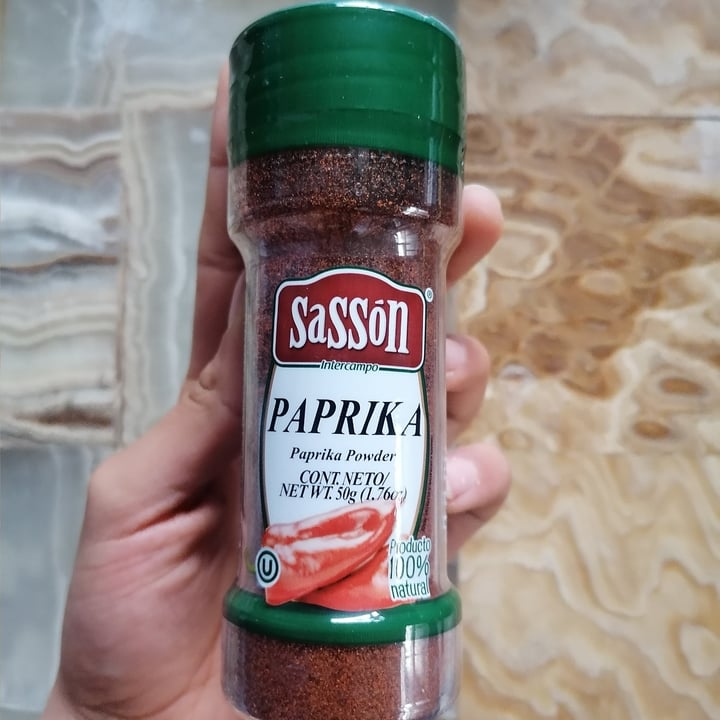 sassón
®
Intercampo
PAPRIKA
Paprika Powder
CONT. NETO/
NET WT. 50g (1.76oz)
Producto
100%
natural
U